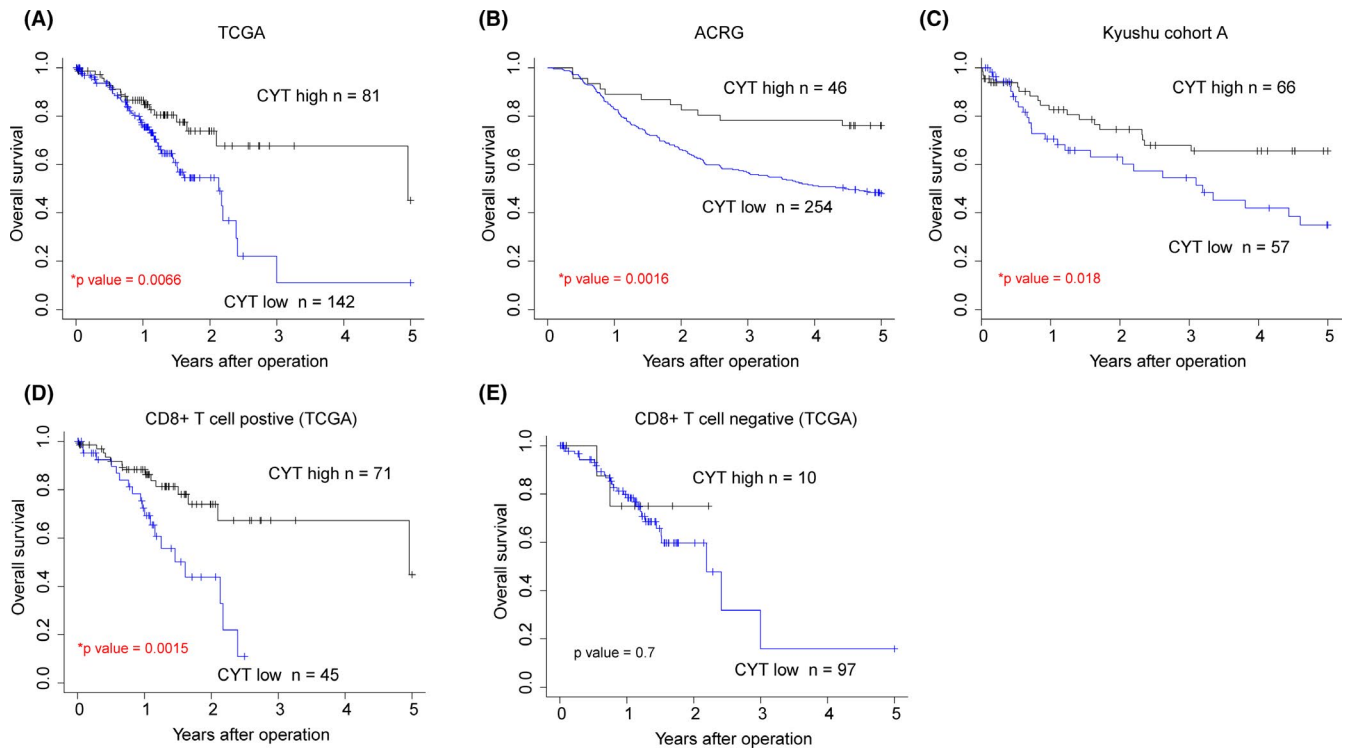 (A)
TCGA
Overall survival
1.0
0.8
0.6
0.4
0.2
0.0
CYT high n = 81
*p value = 0.0066
CYT low n = 142
0 1 2 3 4 5
Years after operation
(B)
ACRG
Overall survival
1.0
0.8
0.6
0.4
0.2
0.0
CYT high n = 46
CYT low n = 254
*p value = 0.0016
0 1 2 3 4 5
Years after operation
(C)
Kyushu cohort A
Overall survival
1.0
0.8
0.6
0.4
0.2
0.0
CYT high n = 66
CYT low n = 57
*p value = 0.018
0 1 2 3 4 5
Years after operation
(D)
CD8+ T cell postive (TCGA)
Overall survival
1.0
0.8
0.6
0.4
0.2
0.0
CYT high n = 71
*p value = 0.0015
CYT low n = 45
0 1 2 3 4 5
Years after operation
(E)
CD8+ T cell negative (TCGA)
Overall survival
1.0
0.8
0.6
0.4
0.2
0.0
CYT high n = 10
p value = 0.7
CYT low n = 97
0 1 2 3 4 5
Years after operation